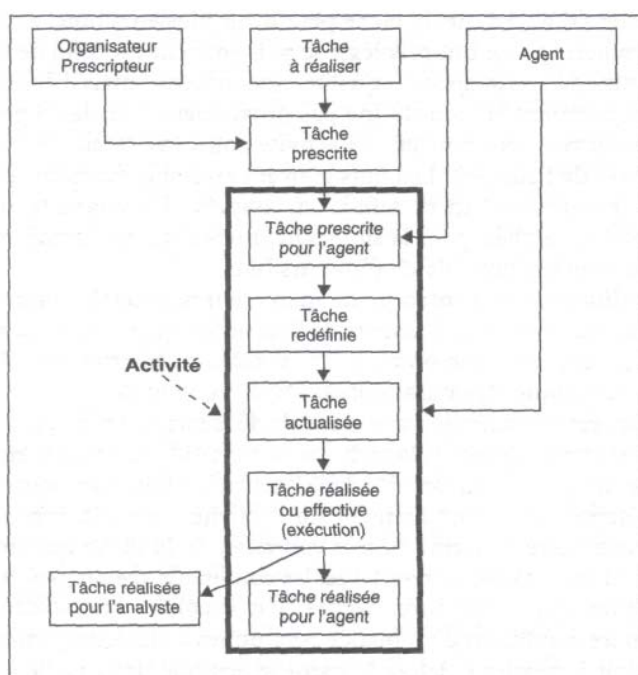 Organisateur
Prescripteur
Tâche
à réaliser
Agent
Tâche
prescrite
Tâche prescrite
pour l'agent
Tâche
redéfinie
Activité
Tâche
actualisée
Tâche réalisée
ou effective
(exécution)
Tâche réalisée
pour l'analyste
Tâche réalisée
pour l'agent